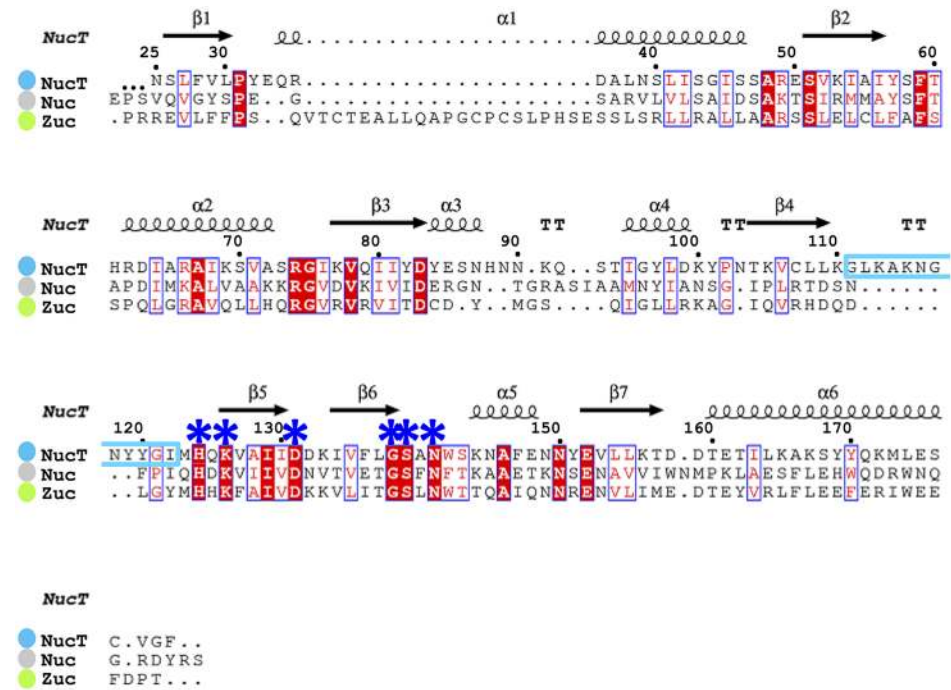 β1 α1 β2
NucT
25 30 40 50 60
NucT NSLFVLPYEQR.....................DALNSLISGISSARESVKIAIYSFT
Nuc EPSVQVGYSPE..G.....................SARVLVLSAIDSAKTSIRMMAYSFT
Zuc .PRREVLFFPS..QVTCTEALLQAPGCPCSLPHSESSLSRLLRALLAARSSLELCLFAFS
α2 β3 α3 α4 β4
NucT TT TT TT
70 80 90 100 110
NucT HRDIARAIKSVASRGIKVQIIYDYESNHNN.KQ..STIGYLDKYPNTKVCLLKGLKAKNG
Nuc APDIMKALVAAKKRGVDVKIVIDERGN..TGRASIAAMNYIANSG.IPLRTDSN......
Zuc SPQLGRAVQLLHQRGVRVRVITDCD.Y..MGS...QIGLLRKAG.IQVRHDQD......
β5 β6 α5 β7 α6
NucT
120 130 150 160 170
NucT NYYGIMHQKVAIIDDKIVFLGSANWSKNAFENNYEVLLKTD.DTETILKAKSYYQKMLES
Nuc ..FPIQHDKVIIVDNVTVETGSFNFTKAAETKNSENAVVIWNMPKLAESFLEHWQDRWNQ
Zuc ..LGYMHHKFAIVDKKVLITGSLNWTTQAIQNNRENVLIME.DTEYVRLFLEEFERIWEE
NucT
NucT C.VGF..
Nuc G.RDYRS
Zuc FDPT...